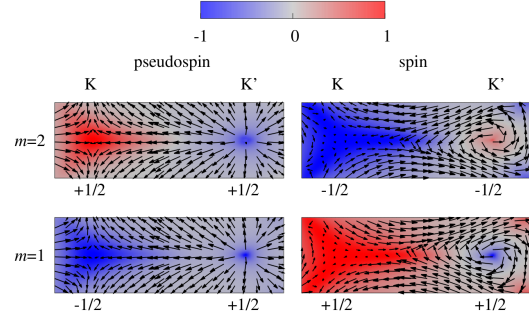 -1 0 1
pseudospin spin
K K' K K'
m=2
+1/2 +1/2 -1/2 -1/2
m=1
-1/2 +1/2 +1/2 +1/2